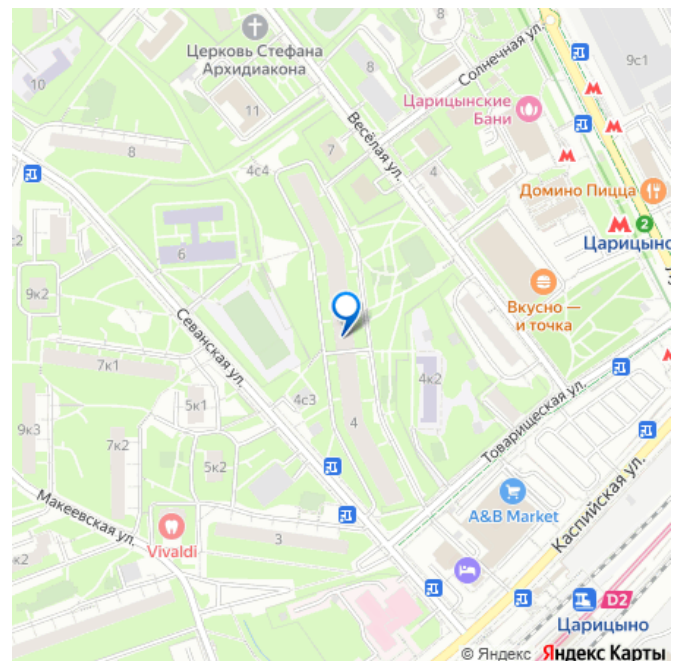 9с1
Солнечная ул.
Церковь Стефана
Архидиакона
8
10
11
Царицынские
Бани
Весёлая ул.
7
8
4с4
4
Домино Пицца
2
Царицыно
6
9к2
Вкусно —
и точка
Севанская ул.
7к1
4к2
5к1
4с3
9к3
4
7к2
Товарищеская ул.
5к2
Макеевская ул.
A&B Market
Каспийская ул.
Vivaldi
3
D2
Царицыно
© Яндекс Яндекс Карты